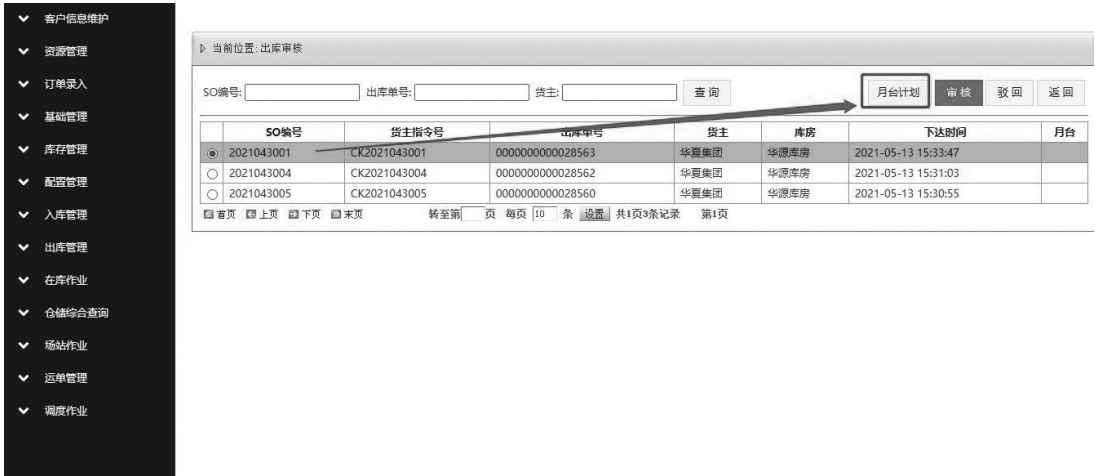 客户信息维护
资源管理
订单录入
基础管理
库存管理
配置管理
入库管理
出库管理
在库作业
仓储综合查询
场站作业
运单管理
调度作业
当前位置:出库审核
SO编号: 出库单号: 货主: 查询 月台计划 审核 驳回 返回
SO编号 货主指令号 出库单号 货主 库房 下达时间 月台
2021043001 CK2021043001 0000000000028563 华夏集团 华源库房 2021-05-13 15:33:47
2021043004 CK2021043004 0000000000028562 华夏集团 华源库房 2021-05-13 15:31:03
2021043005 CK2021043005 0000000000028560 华夏集团 华源库房 2021-05-13 15:30:55
首页 上页 下页 末页 转至第 页 每页 10 条 设置 共1页3条记录 第1页